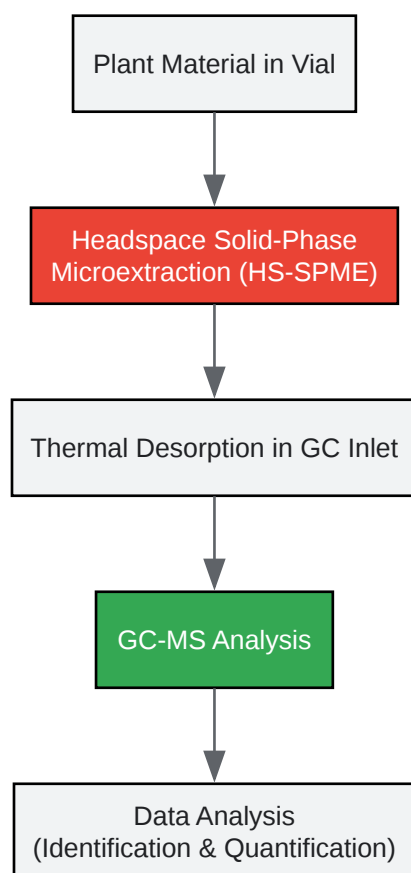 Plant Material in Vial
Headspace Solid-Phase
Microextraction (HS-SPME)
Thermal Desorption in GC Inlet
GC-MS Analysis
Data Analysis
(Identification & Quantification)